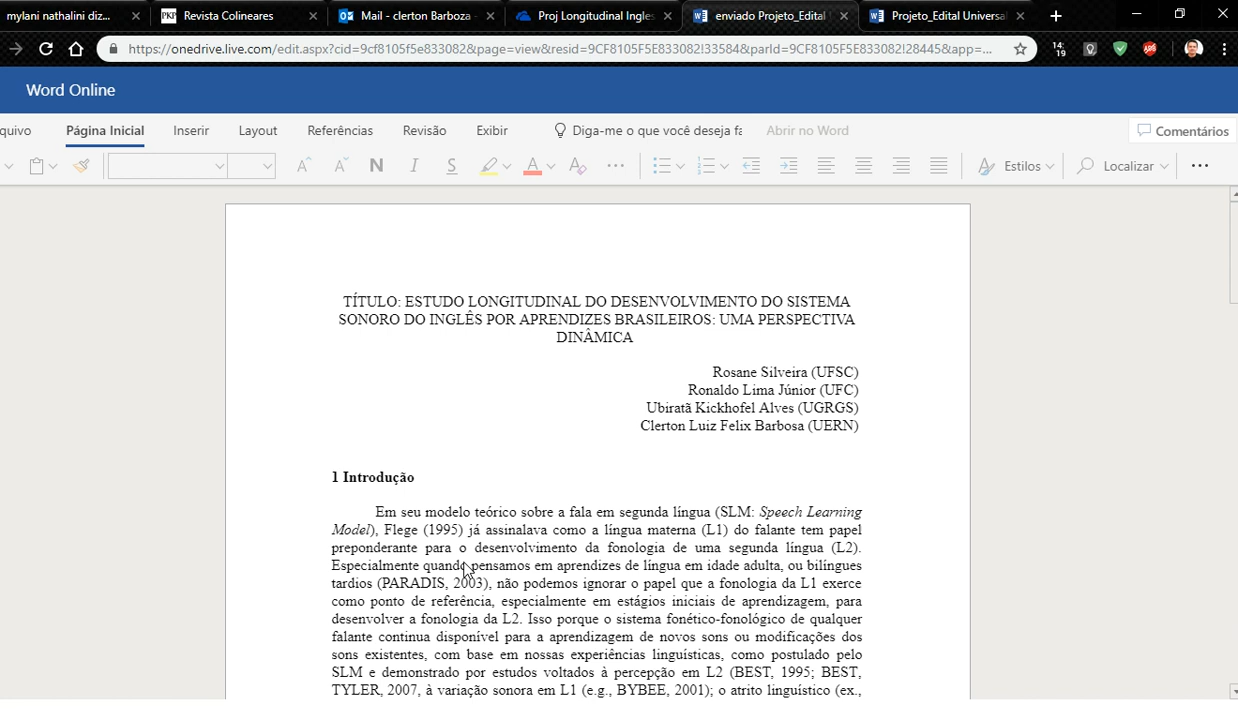 mylani nathalini diz...
Revista Colineares
Mail - clerton Barboza -
Proj Longitudinal Ingles
enviado Projeto_Edital
Projeto_Edital Universal
https://onedrive.live.com/edit.aspx?cid=9cf8105f5e833082&page=view&resid=9CF8105F5E833082!33584&parId=9CF8105F5E833082!28445&app=...
14:
19
Word Online
quivo Página Inicial Inserir Layout Referências Revisão Exibir Diga-me o que você deseja fa Abrir no Word Comentários
N I S A A Estilos Localizar
TÍTULO: ESTUDO LONGITUDINAL DO DESENVOLVIMENTO DO SISTEMA
SONORO DO INGLÊS POR APRENDIZES BRASILEIROS: UMA PERSPECTIVA
DINÂMICA
Rosane Silveira (UFSC)
Ronaldo Lima Júnior (UFC)
Ubiratã Kickhofel Alves (UGRGS)
Clerton Luiz Felix Barbosa (UERN)
1 Introdução
Em seu modelo teórico sobre a fala em segunda língua (SLM: Speech Learning
Model), Flege (1995) já assinalava como a língua materna (L1) do falante tem papel
preponderante para o desenvolvimento da fonologia de uma segunda língua (L2).
Especialmente quando pensamos em aprendizes de língua em idade adulta, ou bilíngues
tardios (PARADIS, 2003), não podemos ignorar o papel que a fonologia da L1 exerce
como ponto de referência, especialmente em estágios iniciais de aprendizagem, para
desenvolver a fonologia da L2. Isso porque o sistema fonético-fonológico de qualquer
falante continua disponível para a aprendizagem de novos sons ou modificações dos
sons existentes, com base em nossas experiências linguísticas, como postulado pelo
SLM e demonstrado por estudos voltados à percepção em L2 (BEST, 1995; BEST,
TYLER, 2007, à variação sonora em L1 (e.g., BYBEE, 2001); o atrito linguístico (ex.,